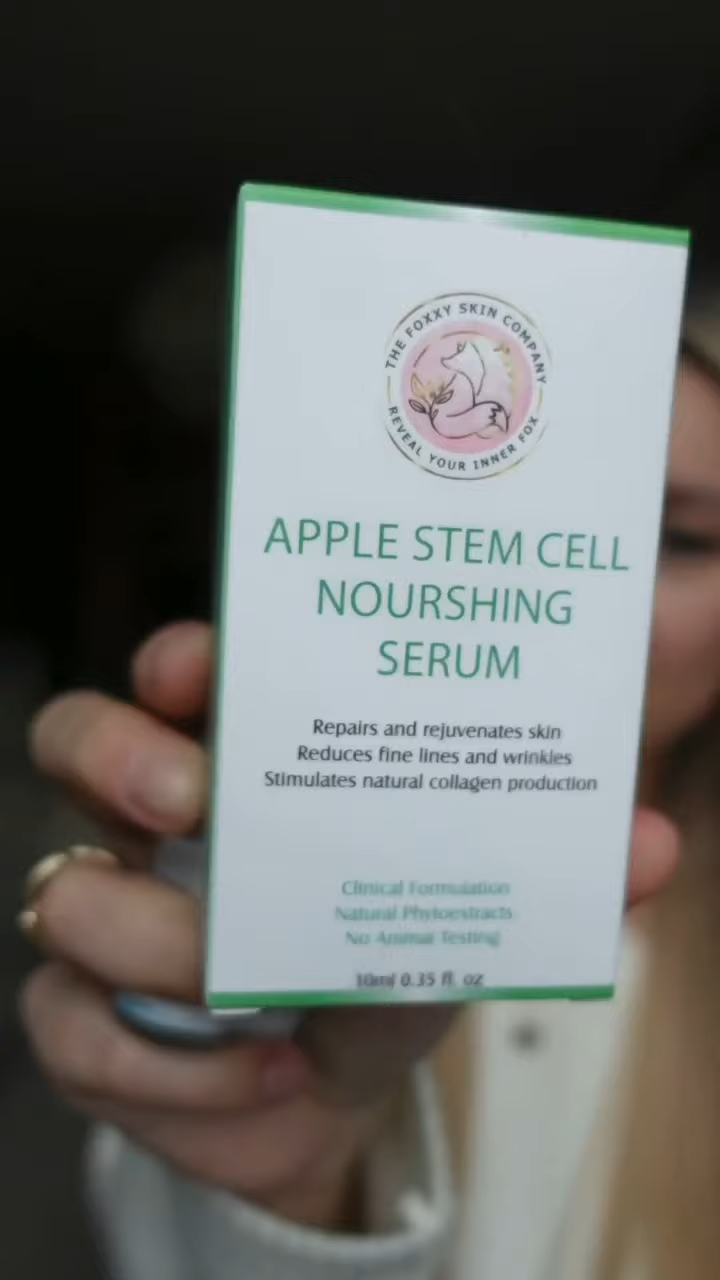 THE FOXXY SKIN COMPANY
REVEAL YOUR INNER FOX
APPLE STEM CELL
NOURSHING
SERUM
Repairs and rejuvenates skin
Reduces fine lines and wrinkles
Stimulates natural collagen production
Clinical Formulation
Natural Phytoestracts
No Animal Testing
10ml 0.35 fl. oz